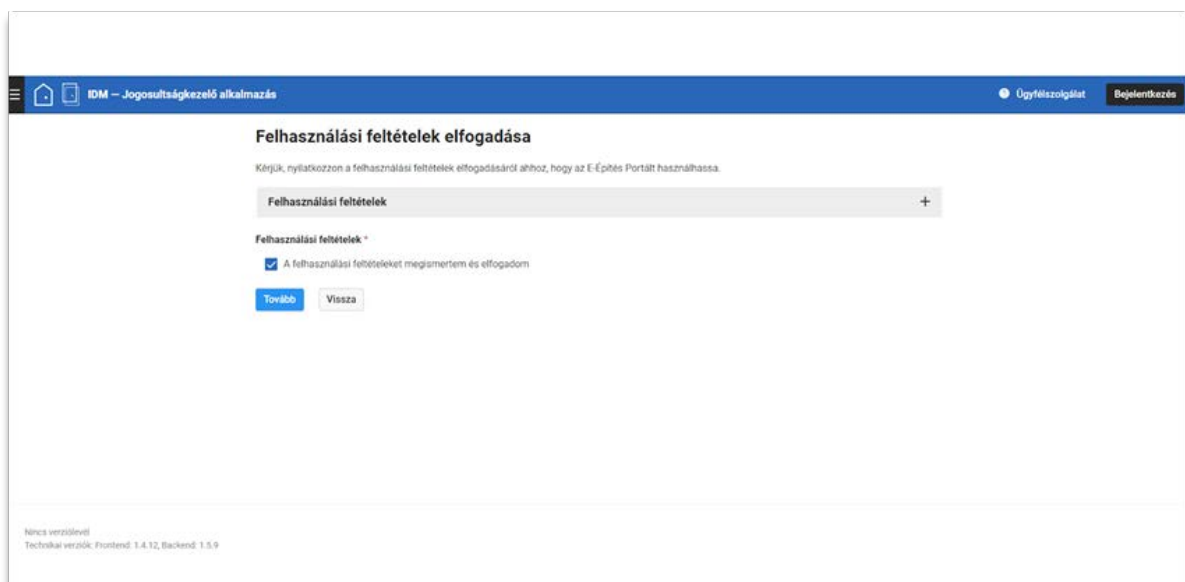 IDM – Jogosultságkezelő alkalmazás
Ügyfélszolgálat
Bejelentkezés
Felhasználási feltételek elfogadása
Kérjük, nyilatkozzon a felhasználási feltételek elfogadásáról ahhoz, hogy az E-Építés Portált használhassa.
Felhasználási feltételek
Felhasználási feltételek *
A felhasználási feltételeket megismertem és elfogadom
Tovább
Vissza
Nincs verziólevél
Technikai verziók: Frontend: 1.4.12, Backend: 1.5.9